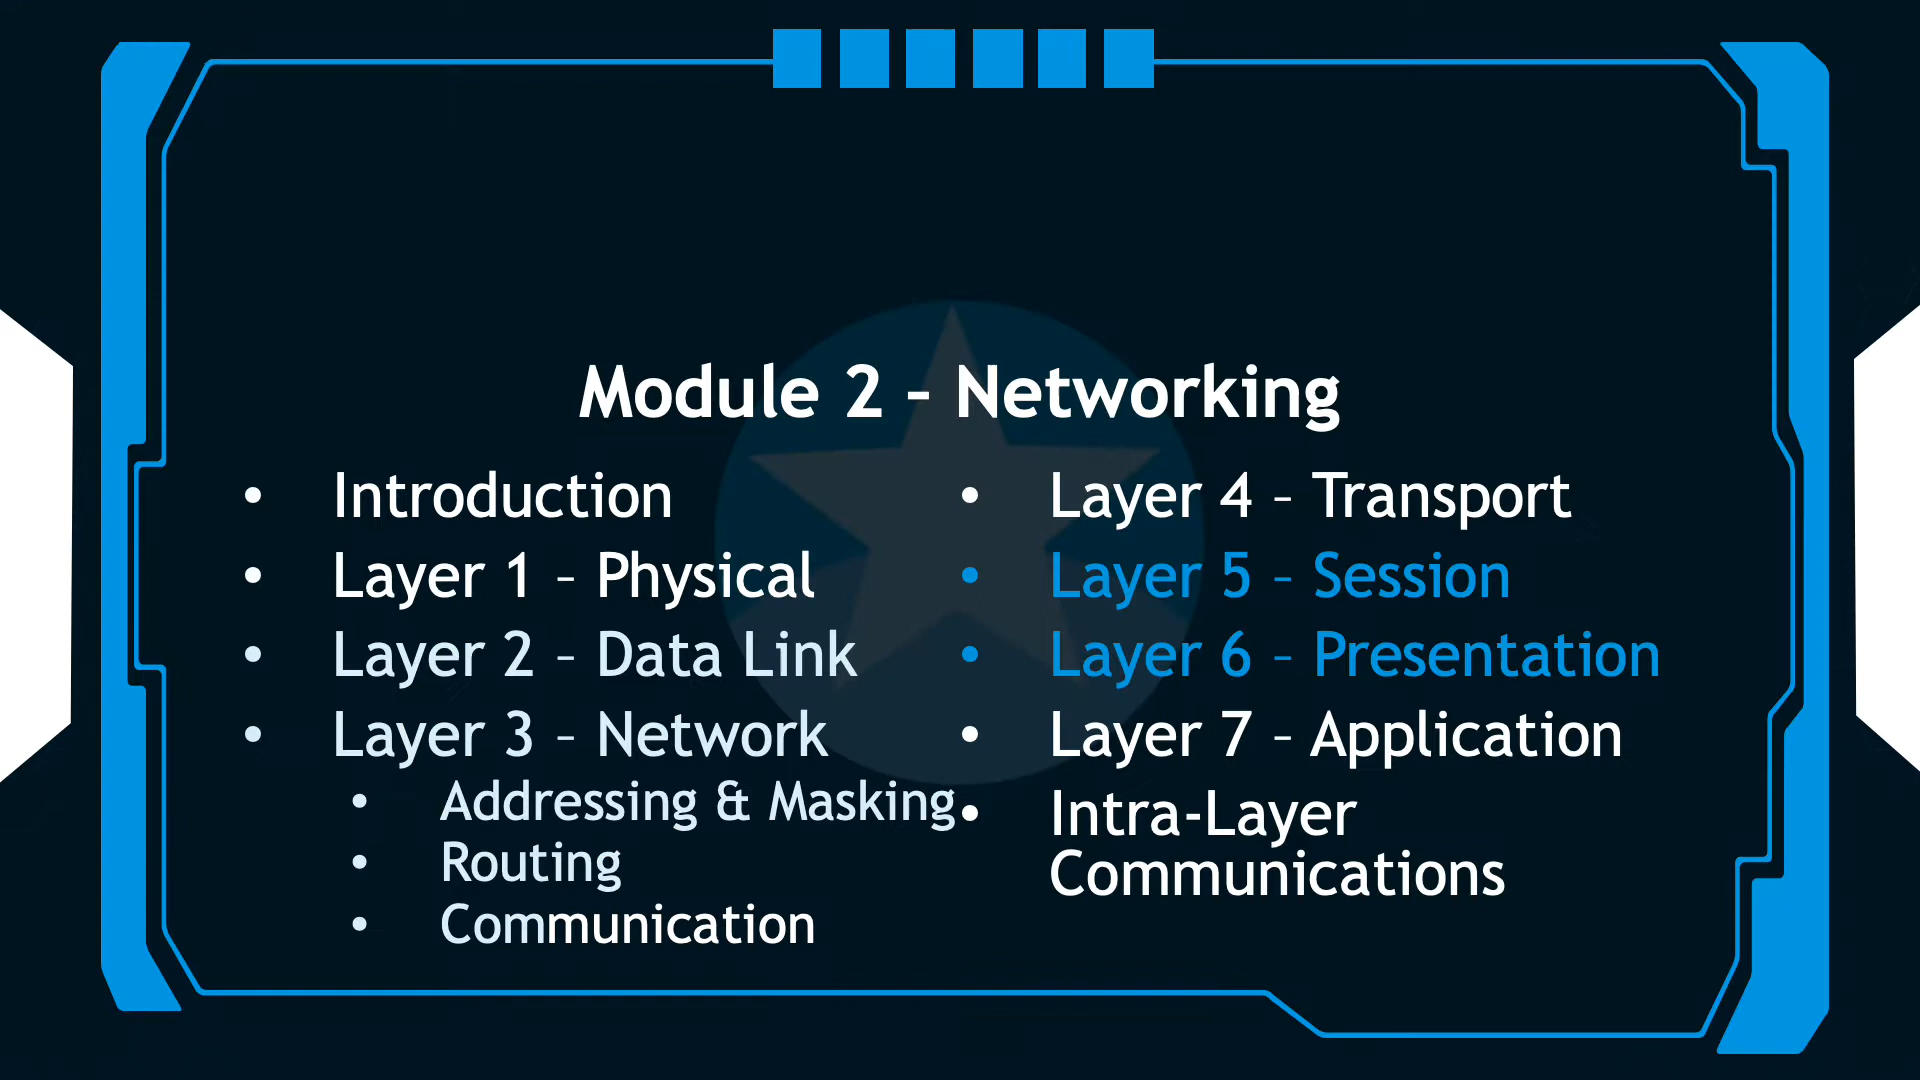 Module 2 – Networking
• Introduction
• Layer 1 – Physical
• Layer 2 – Data Link
• Layer 3 – Network
• Addressing & Masking
• Routing
• Communication
• Layer 4 – Transport
• Layer 5 – Session
• Layer 6 – Presentation
• Layer 7 – Application
• Intra-Layer
Communications